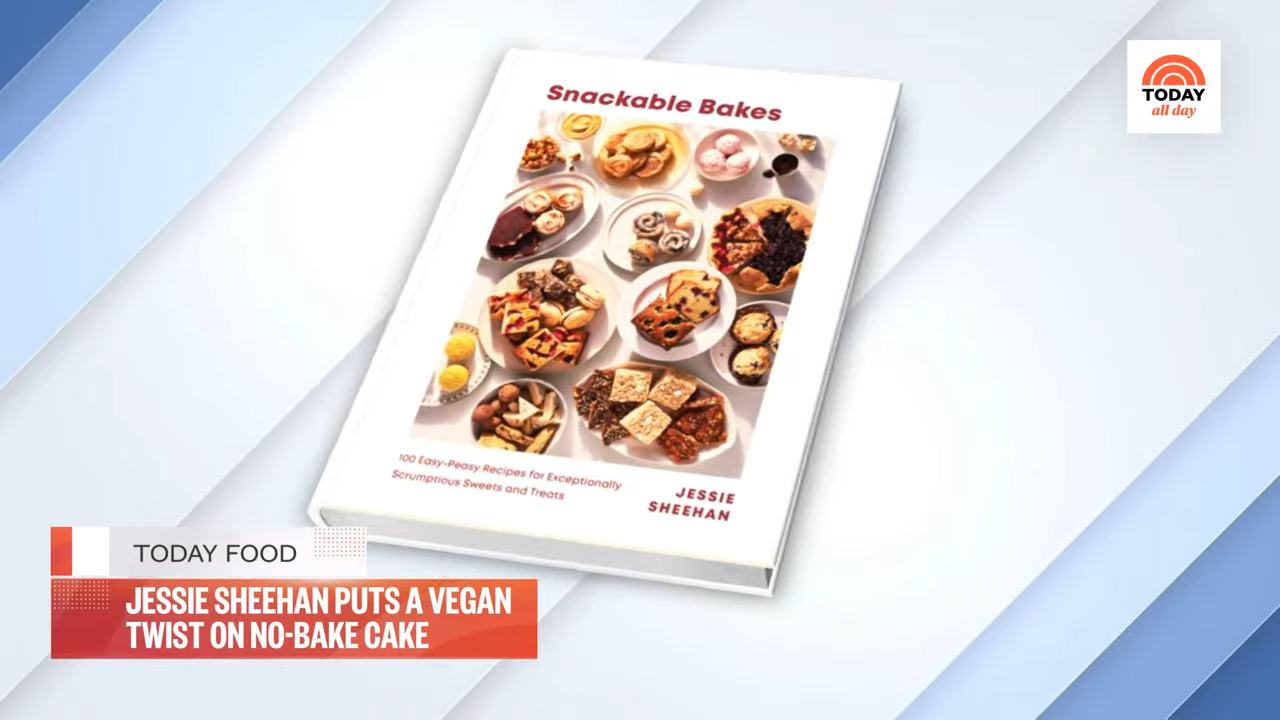 Snackable Bakes
100 Easy-Peasy Recipes for Exceptionally
Scrumptious Sweets and Treats
JESSIE
SHEEHAN
TODAY
all day
TODAY FOOD
JESSIE SHEEHAN PUTS A VEGAN
TWIST ON NO-BAKE CAKE